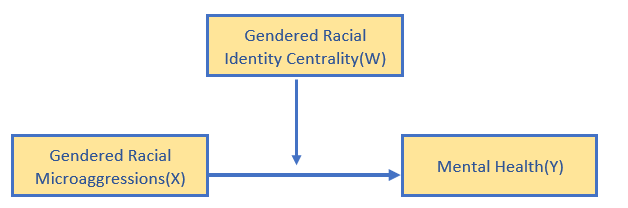 Gendered Racial
Identity Centrality(W)
Gendered Racial
Microaggressions(X)
Mental Health(Y)